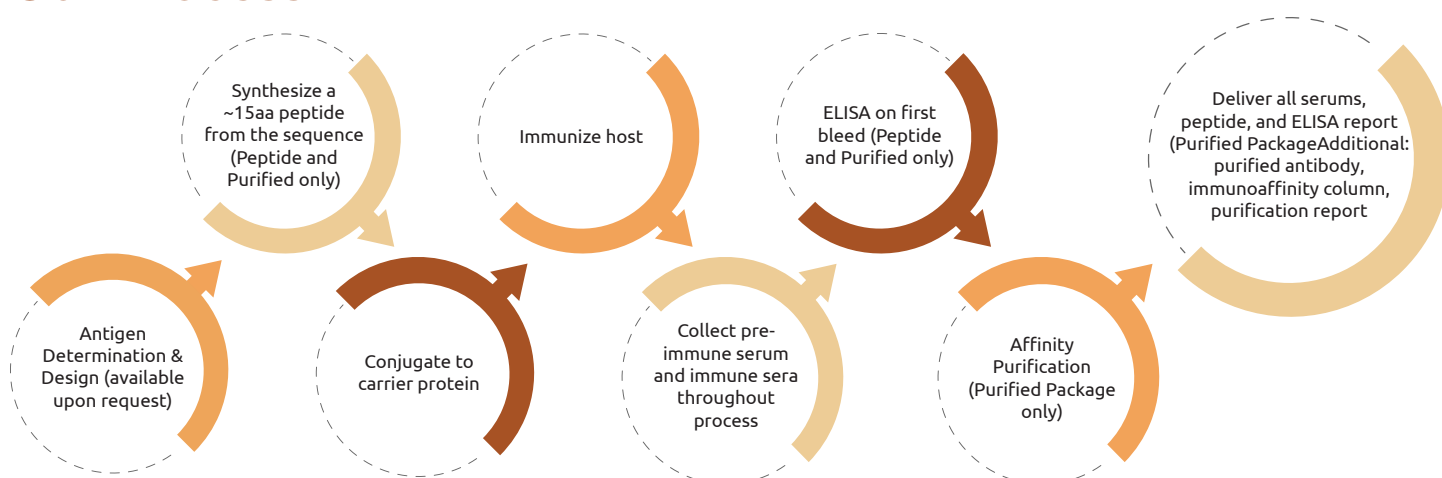 Antigen
Determination &
Design (available
upon request)
Synthesize a
~15aa peptide
from the sequence
(Peptide and
Purified only)
Conjugate to
carrier protein
Immunize host
Collect pre-
immune serum
and immune sera
throughout
process
ELISA on first
bleed (Peptide
and Purified only)
Affinity
Purification
(Purified Package
only)
Deliver all serums,
peptide, and ELISA report
(Purified PackageAdditional:
purified antibody,
immunoaffinity column,
purification report